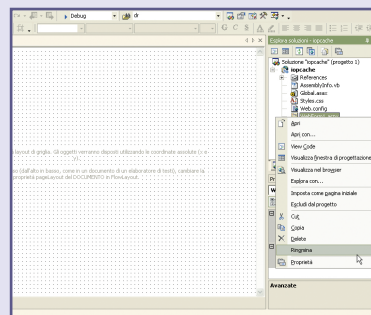 Debug
dr
G C S
Esplora soluzioni - iopcache
Soluzione "iopcache" (progetto 1)
iopcache
References
AssemblyInfo.vb
Global.asax
Styles.css
Web.config
layout di griglia. Gli oggetti verranno disposti utilizzando le coordinate assolute (x e
y).
so (dall'alto in basso, come in un documento di un elaboratore di testi), cambiare la
proprietà pageLayout del DOCUMENTO in FlowLayout.
Apri
Apri con...
View Code
Visualizza finestra di progettazione
Visualizza nel browser
Esplora con...
Imposta come pagina iniziale
Escludi dal progetto
Cut
Copia
Delete
Rinomina
Proprietà
Pr
W
Avanzate